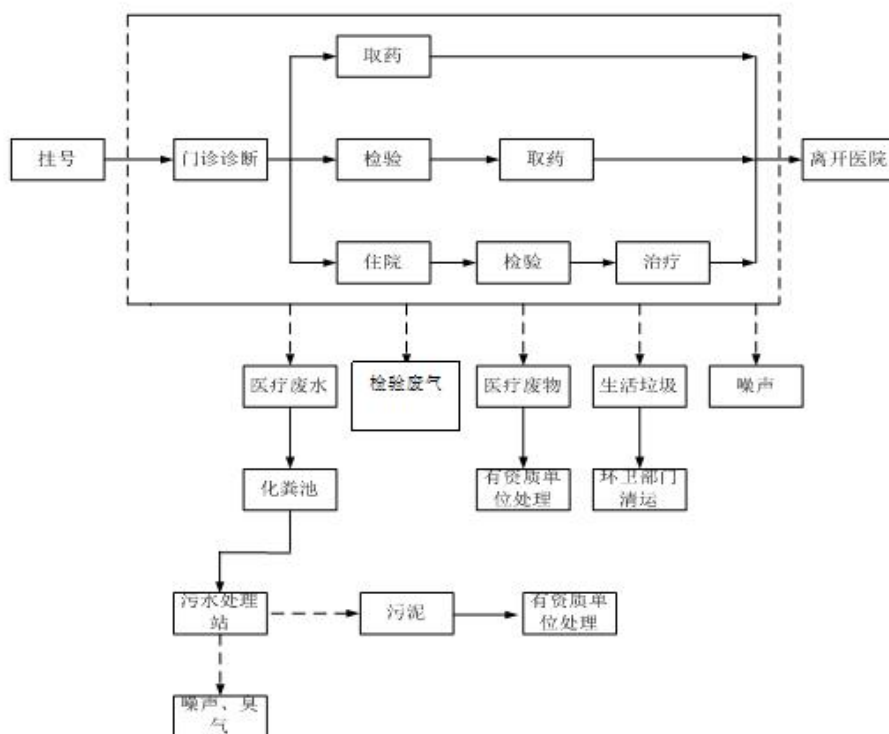 取药
挂号
门诊诊断
检验
取药
离开医院
住院
检验
治疗
医疗废水
检验废气
医疗废物
生活垃圾
噪声
化粪池
有资质单
位处理
环卫部门
清运
污水处理
站
污泥
有资质单
位处理
噪声、臭
气